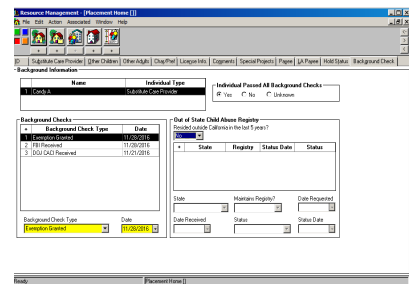 Resource Management - [Placement Home []]
File Edit Action Associated Window Help
ID Substitute Care Provider Other Children Other Adults Char/Pref License Info. Comments Special Projects Payee LA Payee Hold Status Background Check
Background Information
Name Individual Type
1 Candy A Substitute Care Provider
Individual Passed All Background Checks
Yes No Unknown
Background Checks
+ Background Check Type Date
1 Exemption Granted 11/28/2016
2 FBI Received 11/28/2016
3 DOJ CACI Received 11/21/2016
Background Check Type Date
Exemption Granted 11/28/2016
Out of State Child Abuse Registry
Resided outside California in the last 5 years?
No
+ State Registry Status Date Status
State Maintains Registry? Date Requested
Date Received Status Status Date
Ready Placement Home []